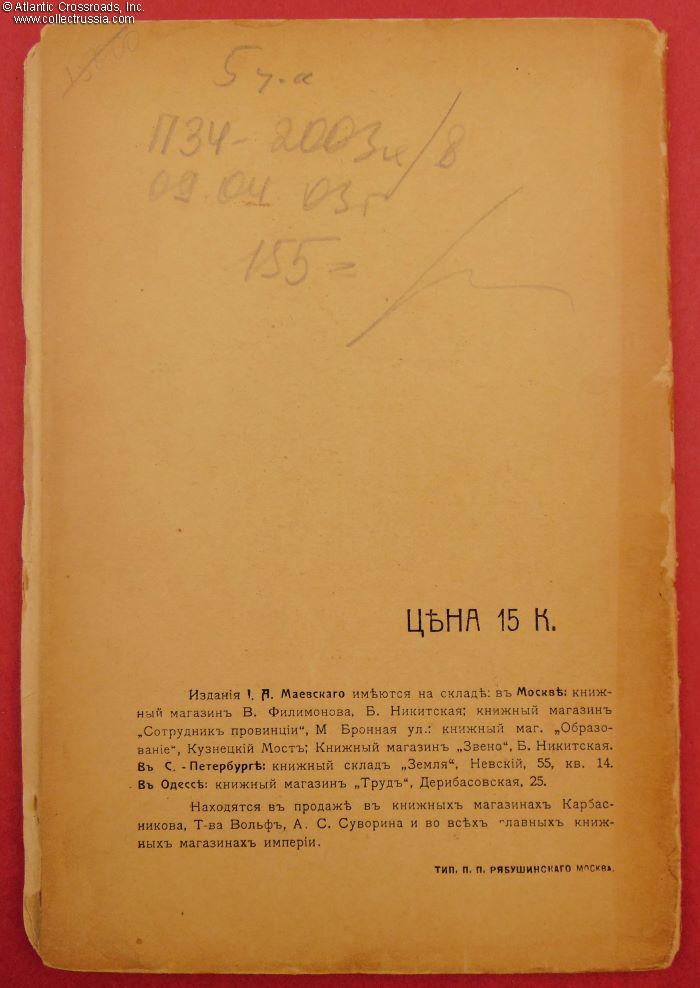 © Atlantic Crossroads, Inc.
www.collectrussia.com
5 у.е
П34-2003и/8
09.04 03г
155=
ЦѢНА 15 К.
Изданія І. А. Маевскаго имѣются на складѣ: въ Москвѣ: книж-
ный магазинъ В. Филимонова, Б. Никитская; книжный магазинъ
„Сотрудникъ провинціи", М Бронная ул.: книжный маг. „Образо-
ваніе", Кузнецкій Мостъ; Книжный магазинъ „Звено", Б. Никитская.
Въ С.-Петербургѣ: книжный складъ „Земля", Невскій, 55, кв. 14.
Въ Одессѣ: книжный магазинъ „Трудъ", Дерибасовская, 25.
Находятся въ продажѣ въ книжныхъ магазинахъ Карбас-
никова, Т-ва Вольфъ, А. С. Суворина и во всѣхъ главныхъ книж-
ныхъ магазинахъ имперіи.
ТИП. П. П. РЯБУШИНСКАГО МОСКВА.